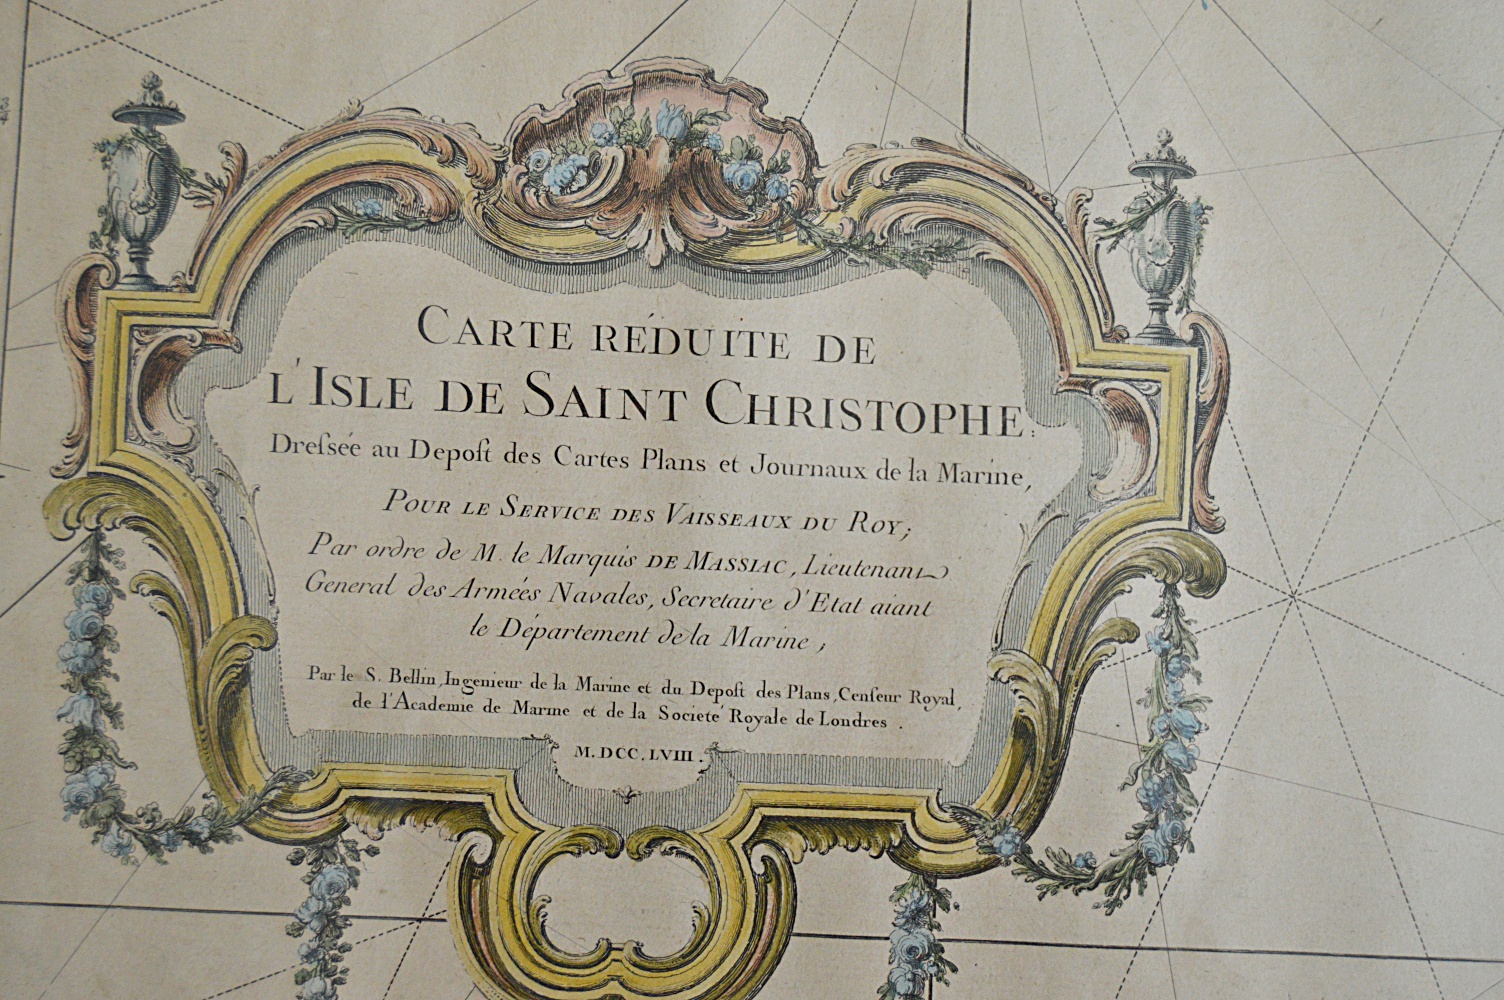 CARTE RÉDUITE DE
L'ISLE DE SAINT CHRISTOPHE:
Dreſsée au Depoſt des Cartes Plans et Journaux de la Marine,
POUR LE SERVICE DES VAISSEAUX DU ROY;
Par ordre de M. le Marquis DE MASSIAC, Lieutenant
General des Armées Navales, Secretaire d'Etat aiant
le Département de la Marine;
Par le S. Bellin, Ingenieur de la Marine et du Depoſt des Plans, Cenſeur Royal,
de l'Academie de Marine et de la Societé Royale de Londres.
M.DCC.LVIII.